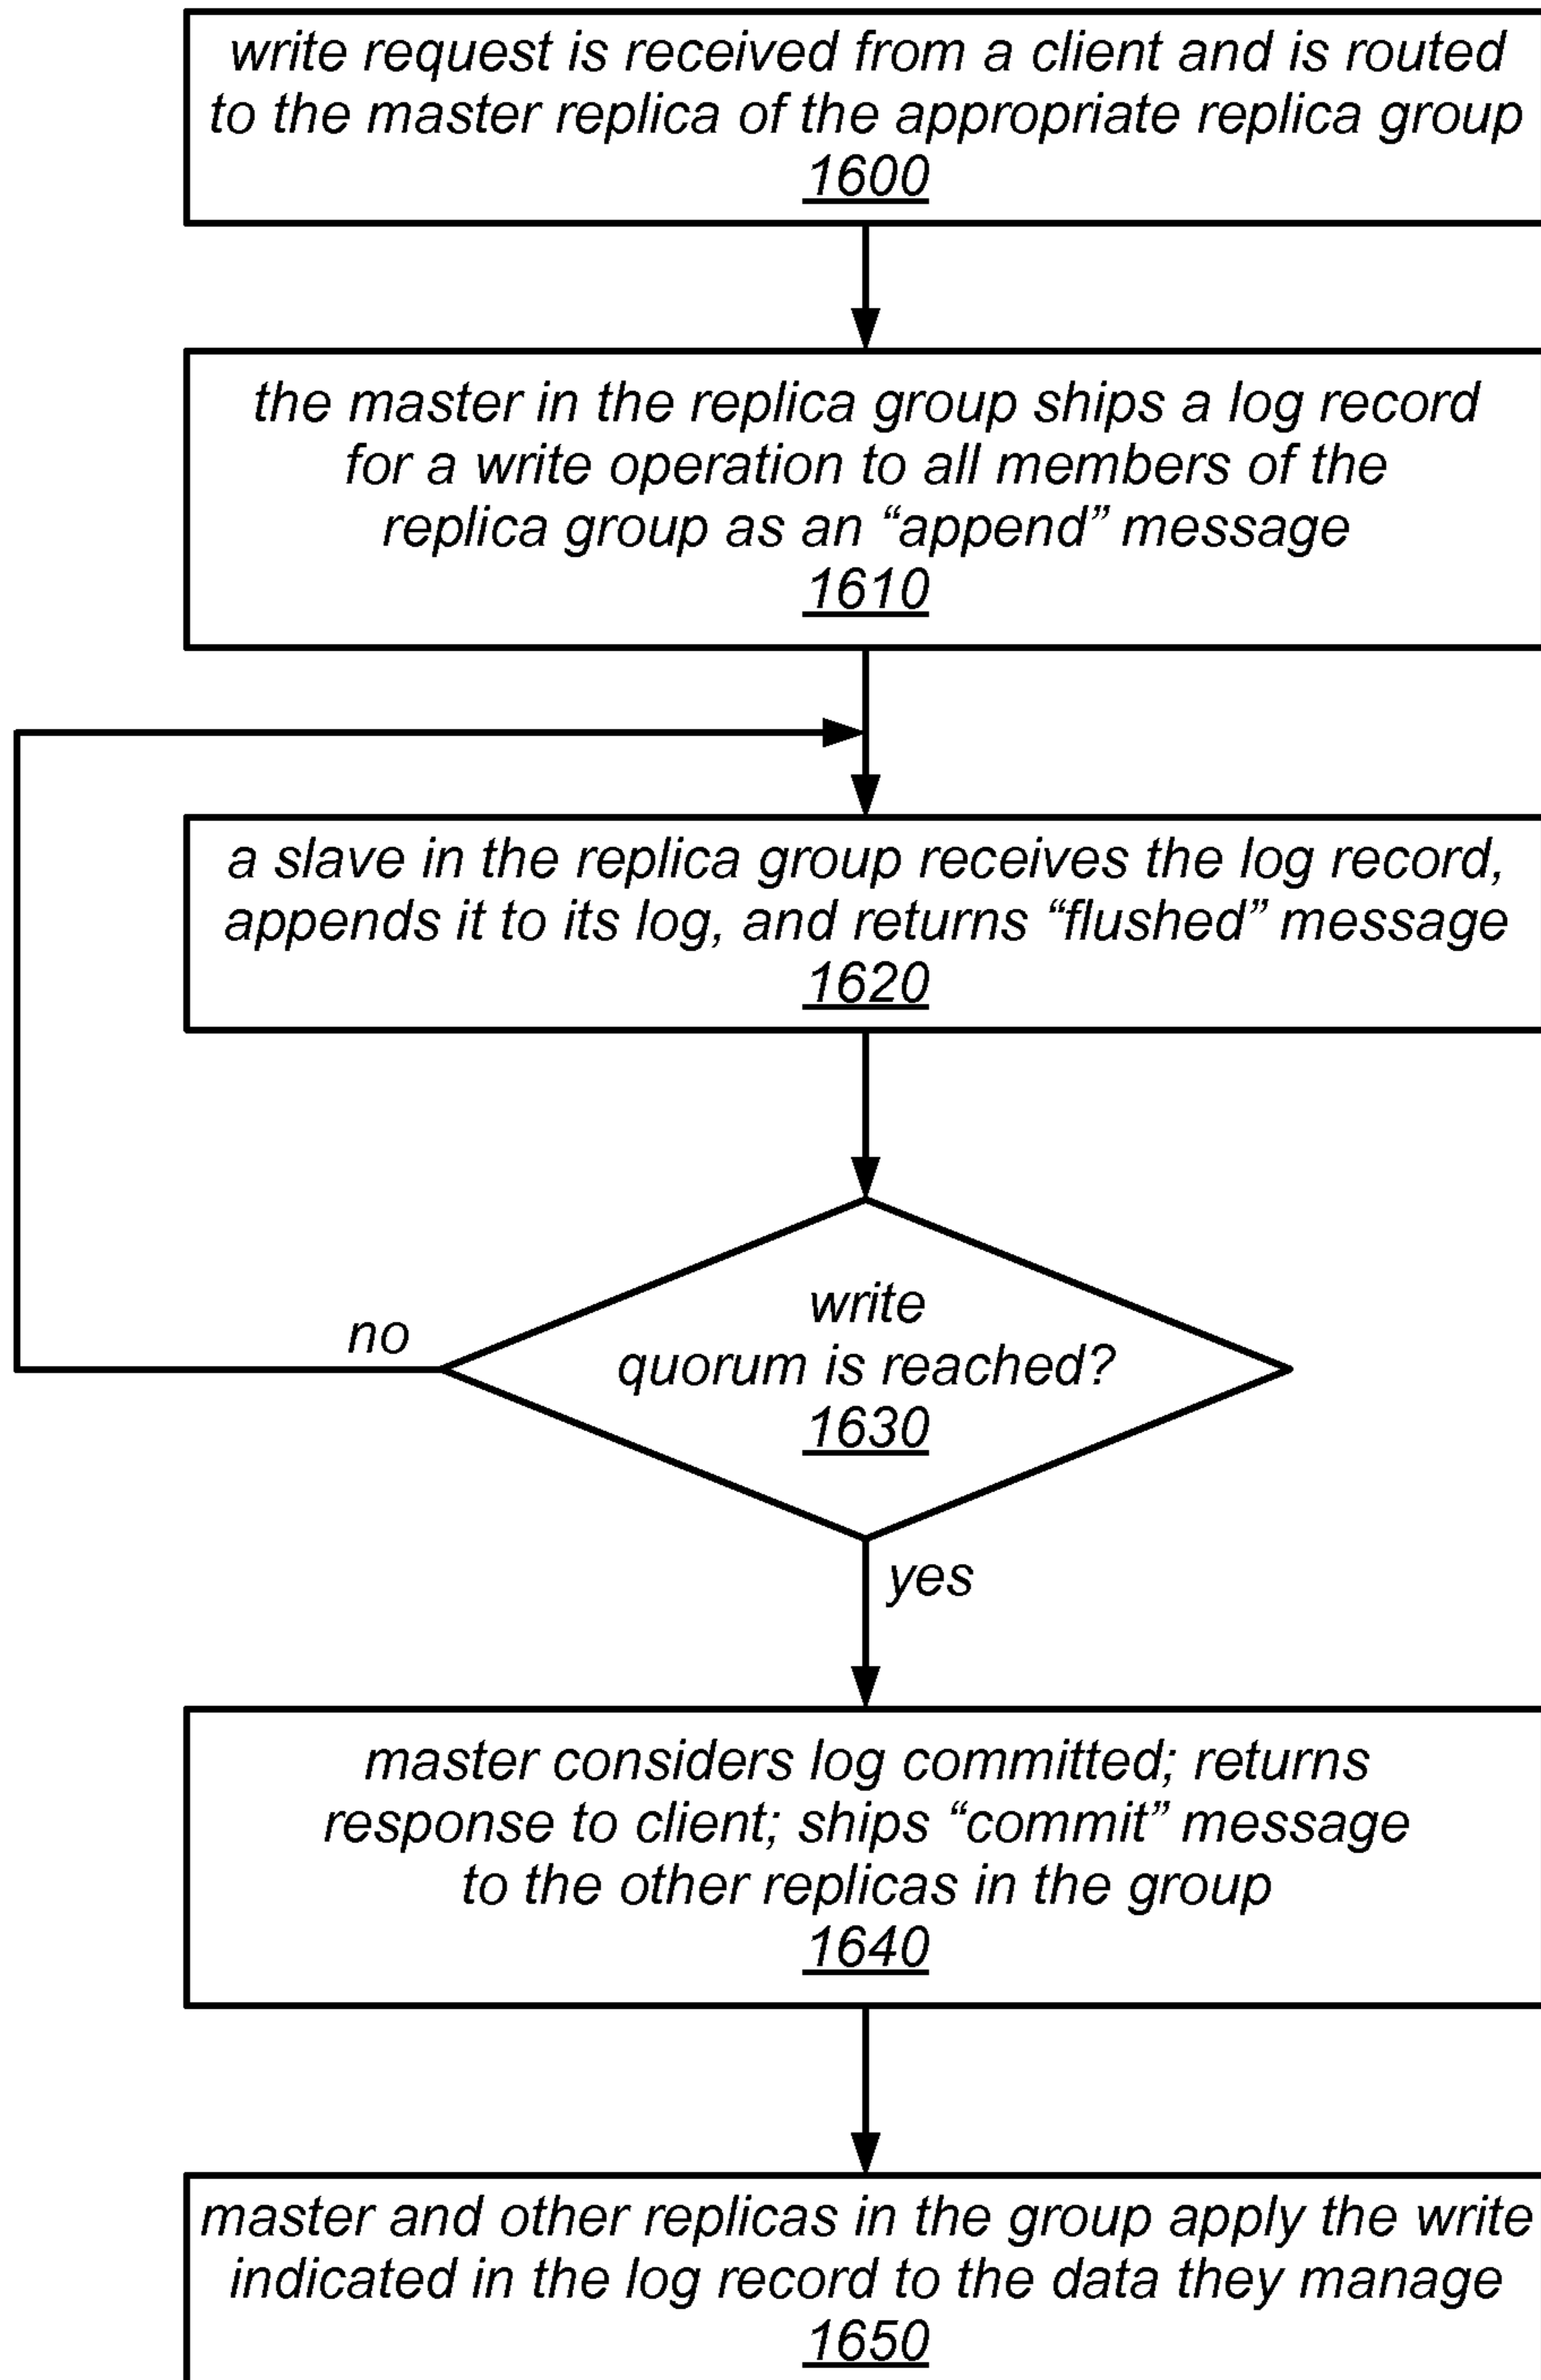 write request is received from a client and is routed
to the master replica of the appropriate replica group
1600
the master in the replica group ships a log record
for a write operation to all members of the
replica group as an “append” message
1610
a slave in the replica group receives the log record,
appends it to its log, and returns “flushed” message
1620
write
quorum is reached?
1630
no
yes
master considers log committed; returns
response to client; ships “commit” message
to the other replicas in the group
1640
master and other replicas in the group apply the write
indicated in the log record to the data they manage
1650